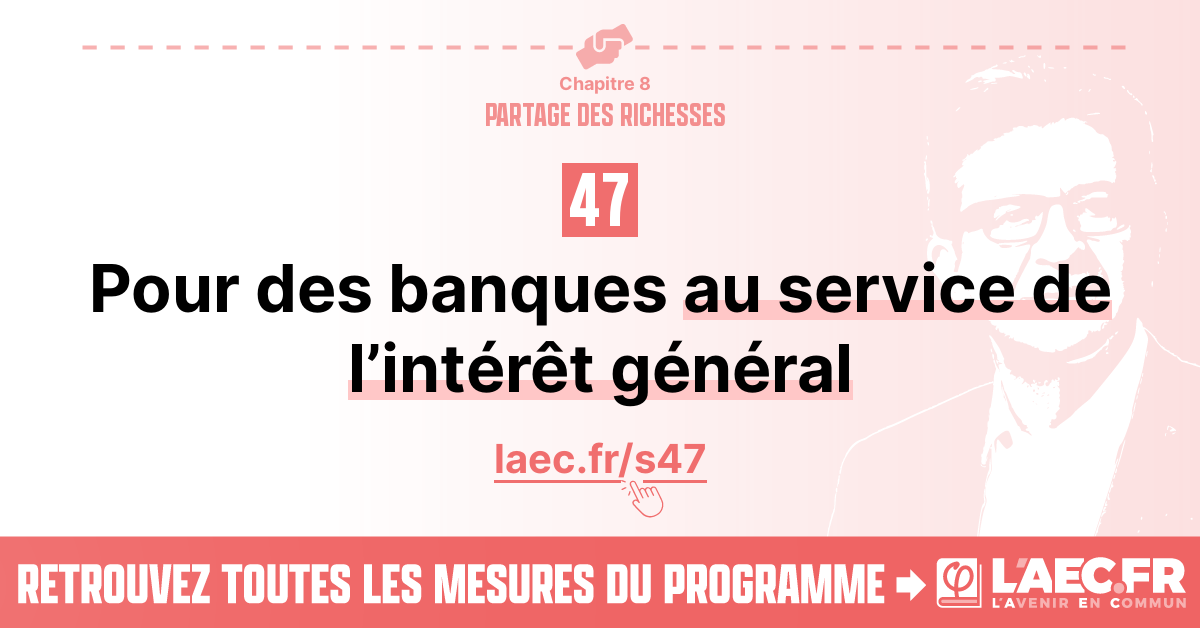 Chapitre 8
PARTAGE DES RICHESSES
47
Pour des banques au service de
l’intérêt général
laec.fr/s47
RETROUVEZ TOUTES LES MESURES DU PROGRAMME
φ L'AEC.FR
L'AVENIR EN COMMUN